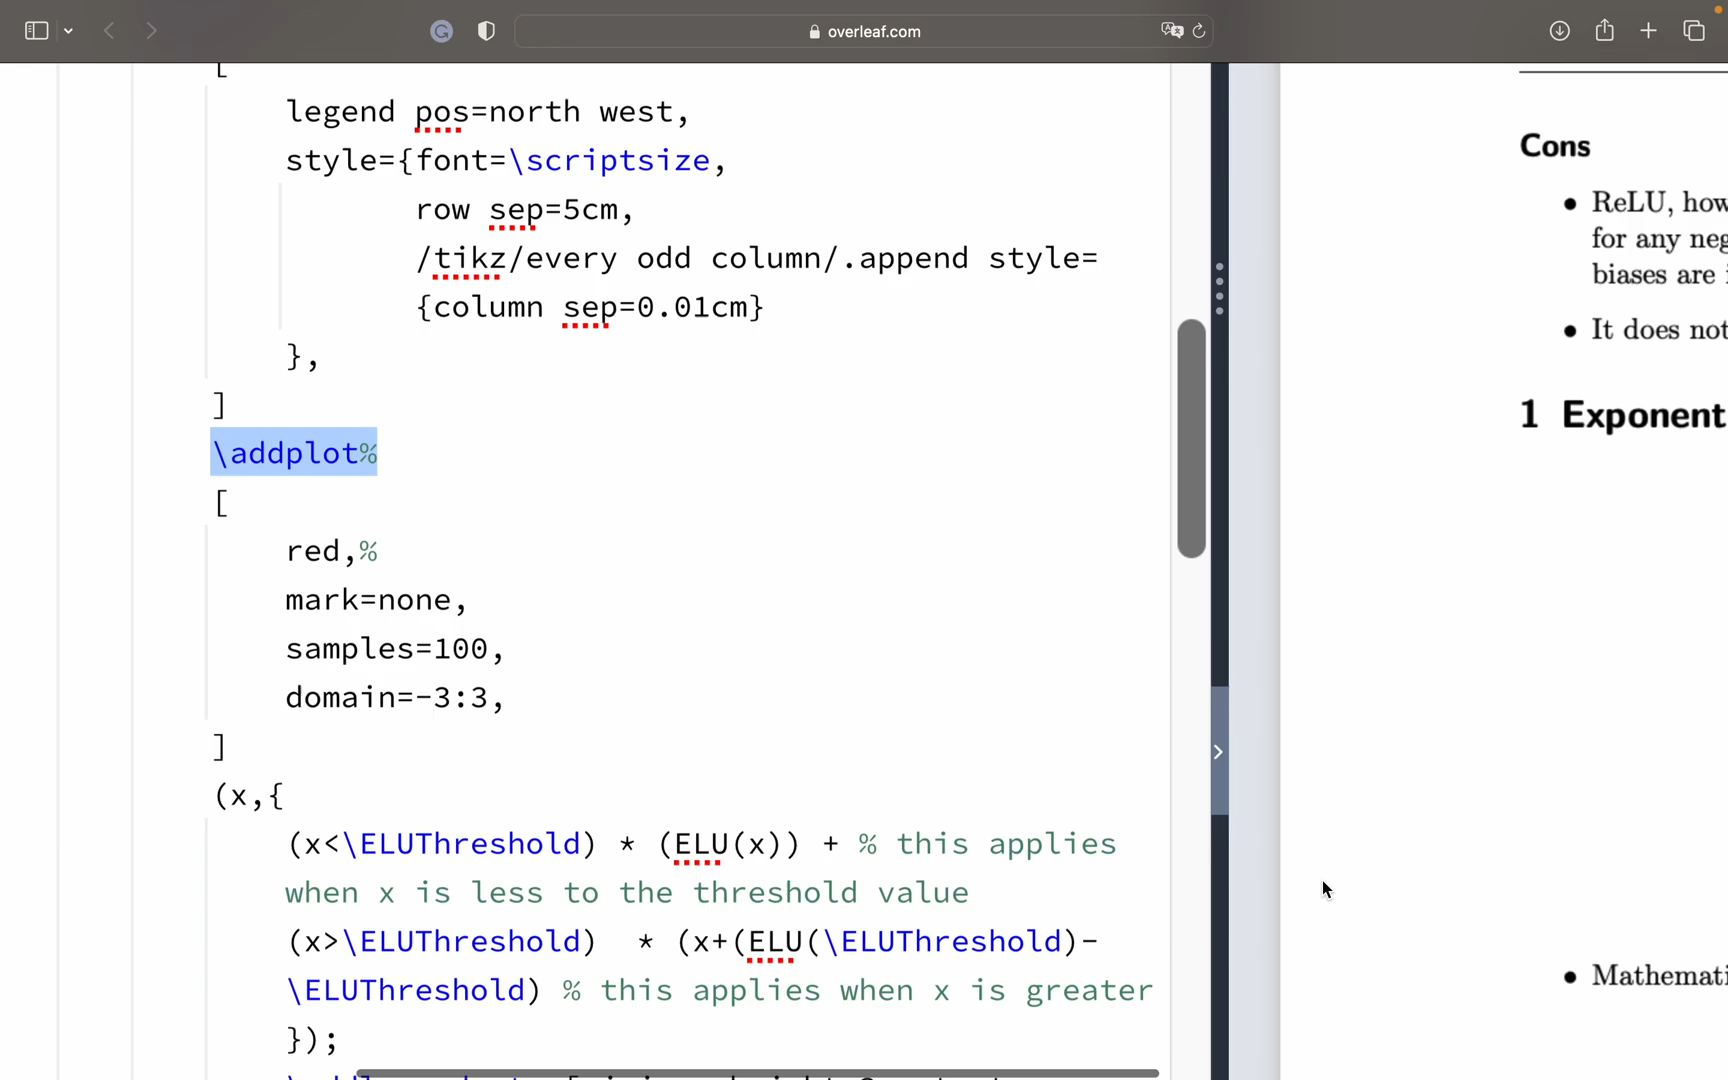 overleaf.com
[
legend pos=north west,
style={font=\scriptsize,
row sep=5cm,
/tikz/every odd column/.append style=
{column sep=0.01cm}
},
]
\addplot%
[
red,%
mark=none,
samples=100,
domain=-3:3,
]
(x,{
(x<\ELUThreshold) * (ELU(x)) + % this applies
when x is less to the threshold value
(x>\ELUThreshold)  * (x+(ELU(\ELUThreshold)-
\ELUThreshold) % this applies when x is greater
});
Cons
• ReLU, how
for any neg
biases are
• It does not
1 Exponent
• Mathemati